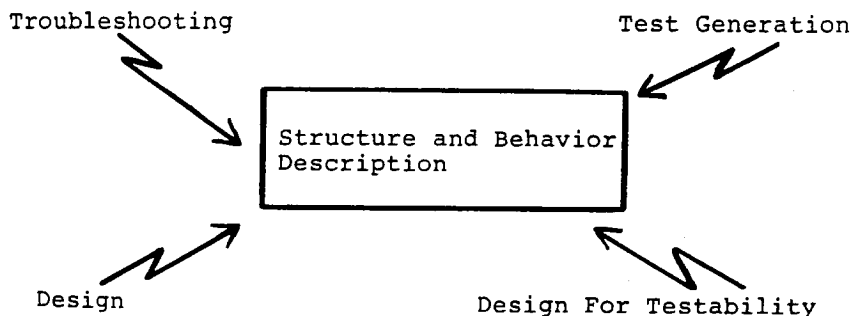 Troubleshooting
Test Generation
Structure and Behavior
Description
Design
Design For Testability